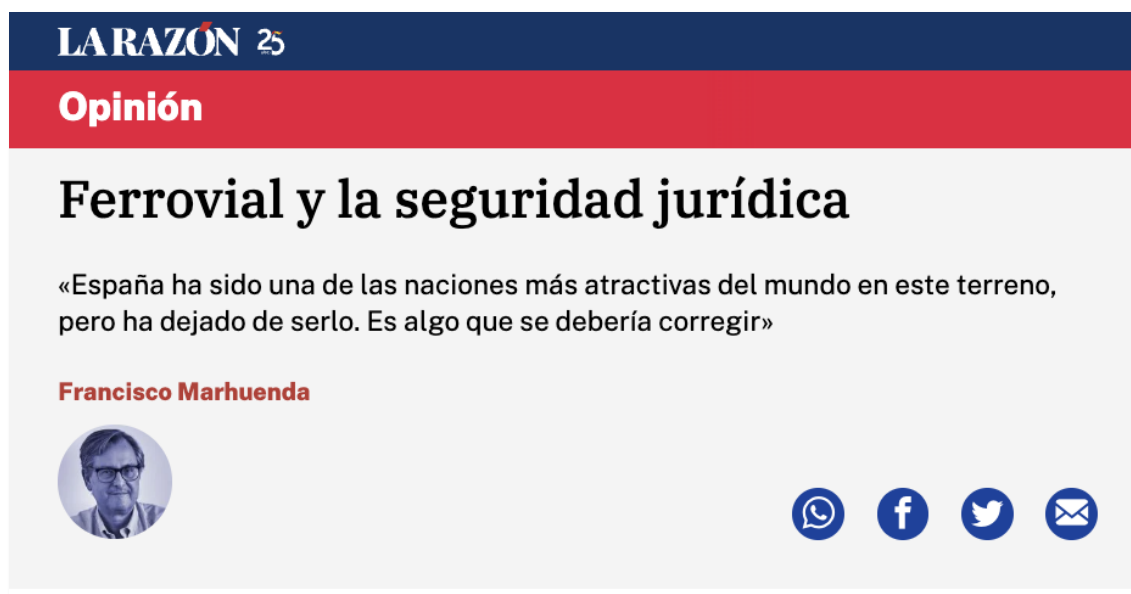 LA RAZÓN 25
Opinión
Ferrovial y la seguridad jurídica
«España ha sido una de las naciones más atractivas del mundo en este terreno,
pero ha dejado de serlo. Es algo que se debería corregir»
Francisco Marhuenda